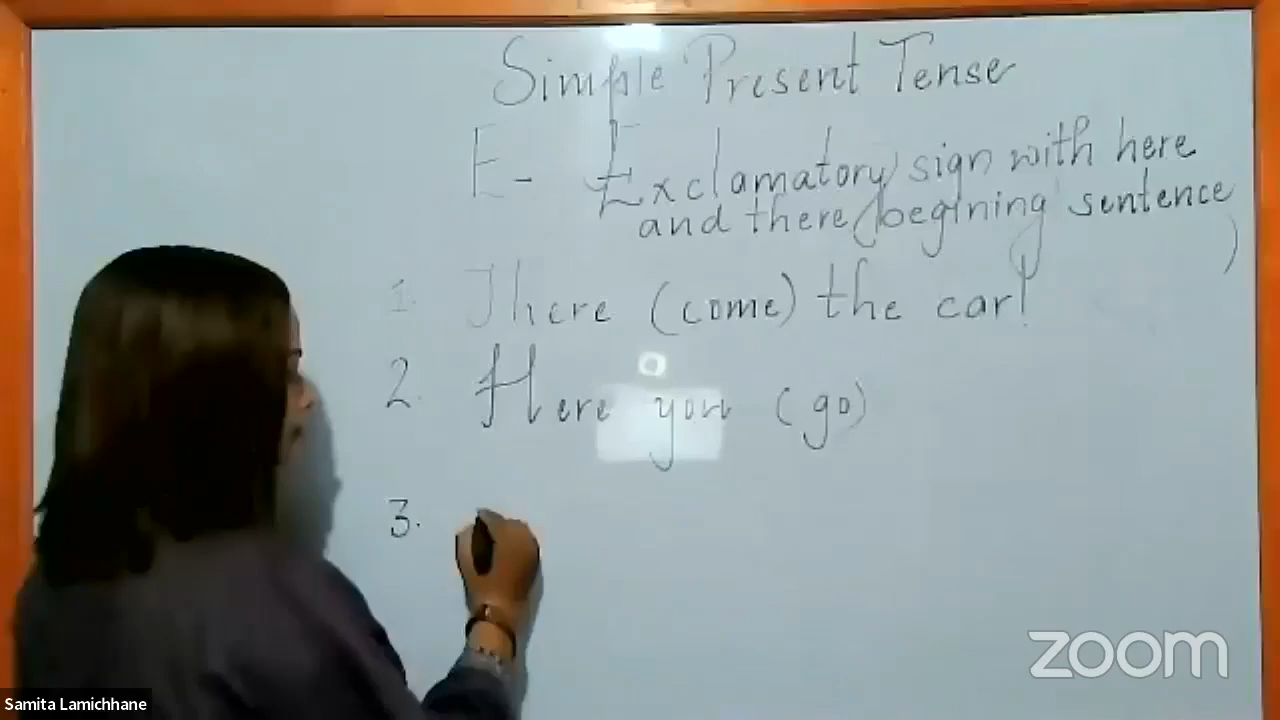 Simple Present Tense
E- Exclamatory sign with here
and there (begining sentence
)
1. There (come) the car!
2. Here you (go)
3.
zoom
Samita Lamichhane